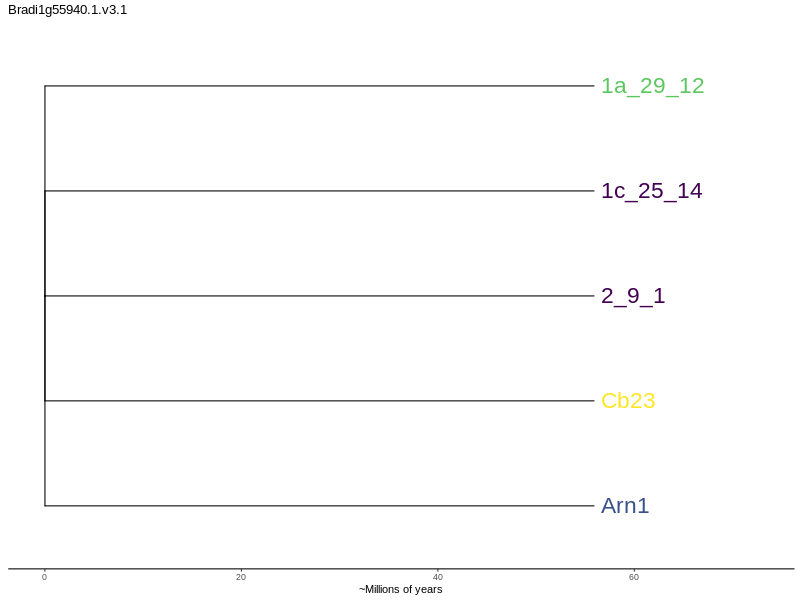 Bradi1g55940.1.v3.1
1a_29_12
1c_25_14
2_9_1
Cb23
Arn1
0 20 40 60
~Millions of years